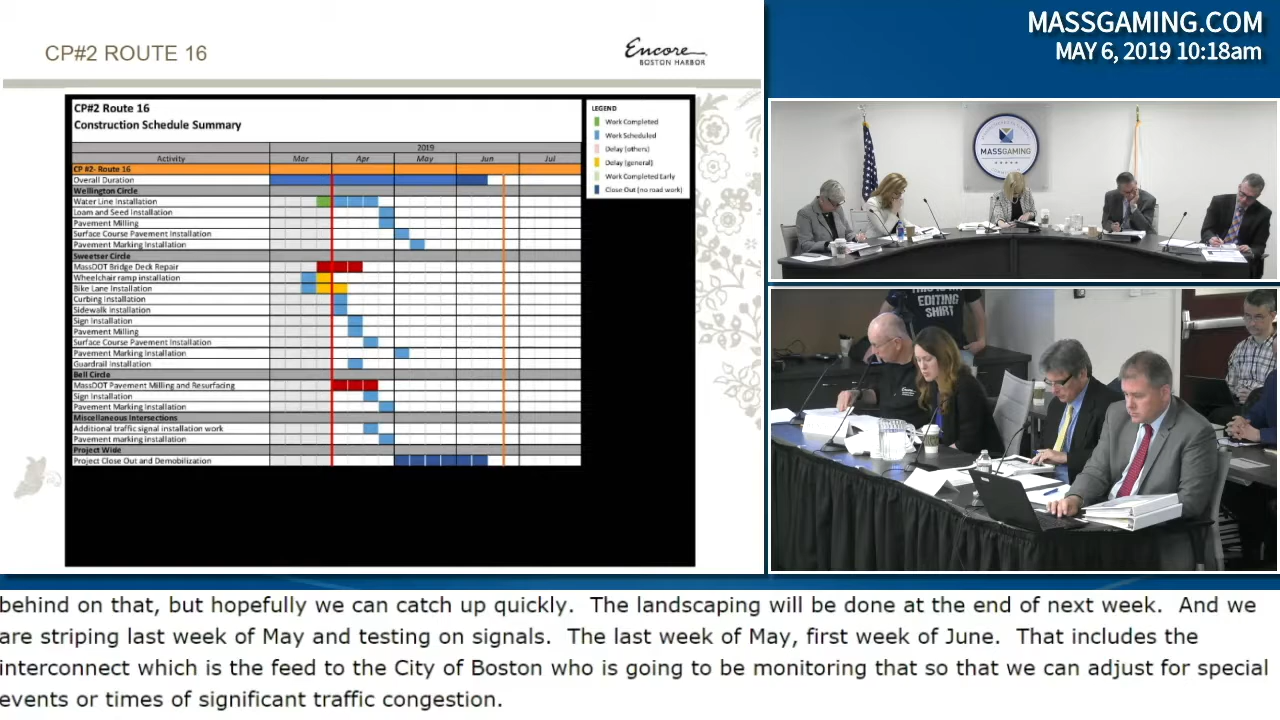 CP#2 ROUTE 16
Encore
BOSTON HARBOR
CP#2 Route 16
Construction Schedule Summary
2019
Activity Mar Apr May Jun Jul
CP #2- Route 16
Overall Duration
Wellington Circle
Water Line Installation
Loam and Seed Installation
Pavement Milling
Surface Course Pavement Installation
Pavement Marking Installation
Sweetser Circle
MassDOT Bridge Deck Repair
Wheelchair ramp installation
Bike Lane Installation
Curbing Installation
Sidewalk Installation
Sign Installation
Pavement Milling
Surface Course Pavement Installation
Pavement Marking Installation
Guardrail Installation
Bell Circle
MassDOT Pavement Milling and Resurfacing
Sign Installation
Pavement Marking Installation
Miscellaneous Intersections
Additional traffic signal installation work
Pavement marking installation
Project Wide
Project Close Out and Demobilization
LEGEND
Work Completed
Work Scheduled
Delay (others)
Delay (general)
Work Completed Early
Close Out (no road work)
MASSGAMING.COM
MAY 6, 2019 10:18am
MASSGAMING
EDITING
SHIRT
behind on that, but hopefully we can catch up quickly. The landscaping will be done at the end of next week. And we
are striping last week of May and testing on signals. The last week of May, first week of June. That includes the
interconnect which is the feed to the City of Boston who is going to be monitoring that so that we can adjust for special
events or times of significant traffic congestion.